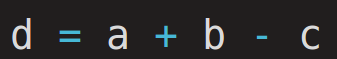 d = a + b - c